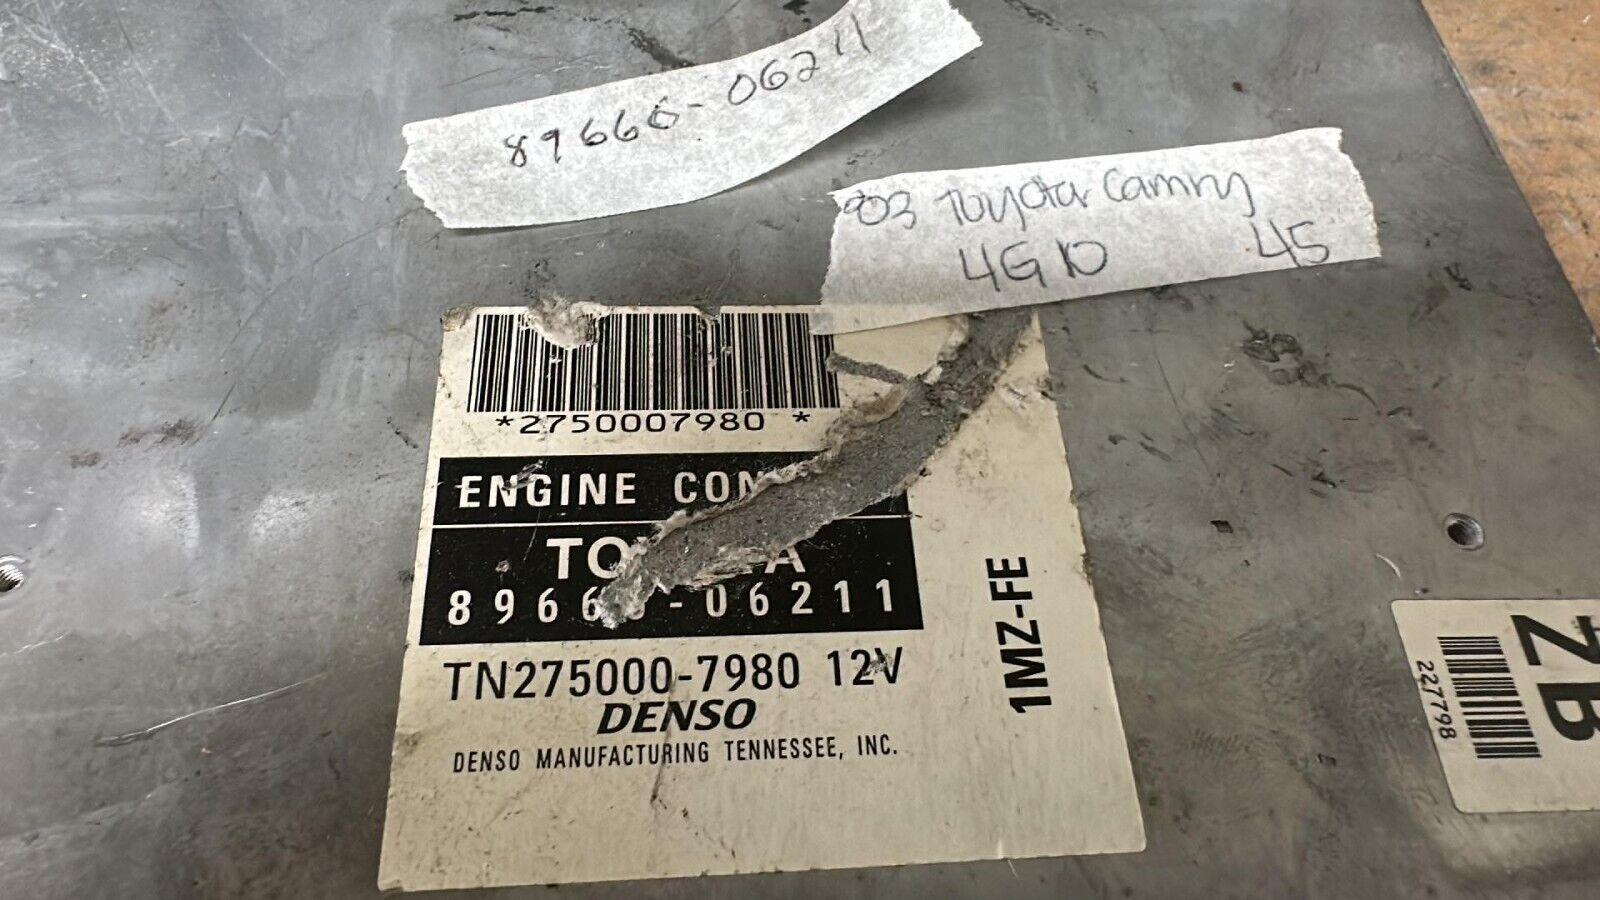 89666-06211
03 Toyota Camry
4G10 45
*2750007980 *
ENGINE CON
TO A
8966 -06211
TN275000-7980 12V
DENSO
DENSO MANUFACTURING TENNESSEE, INC.
1MZ-FE
2B
227798